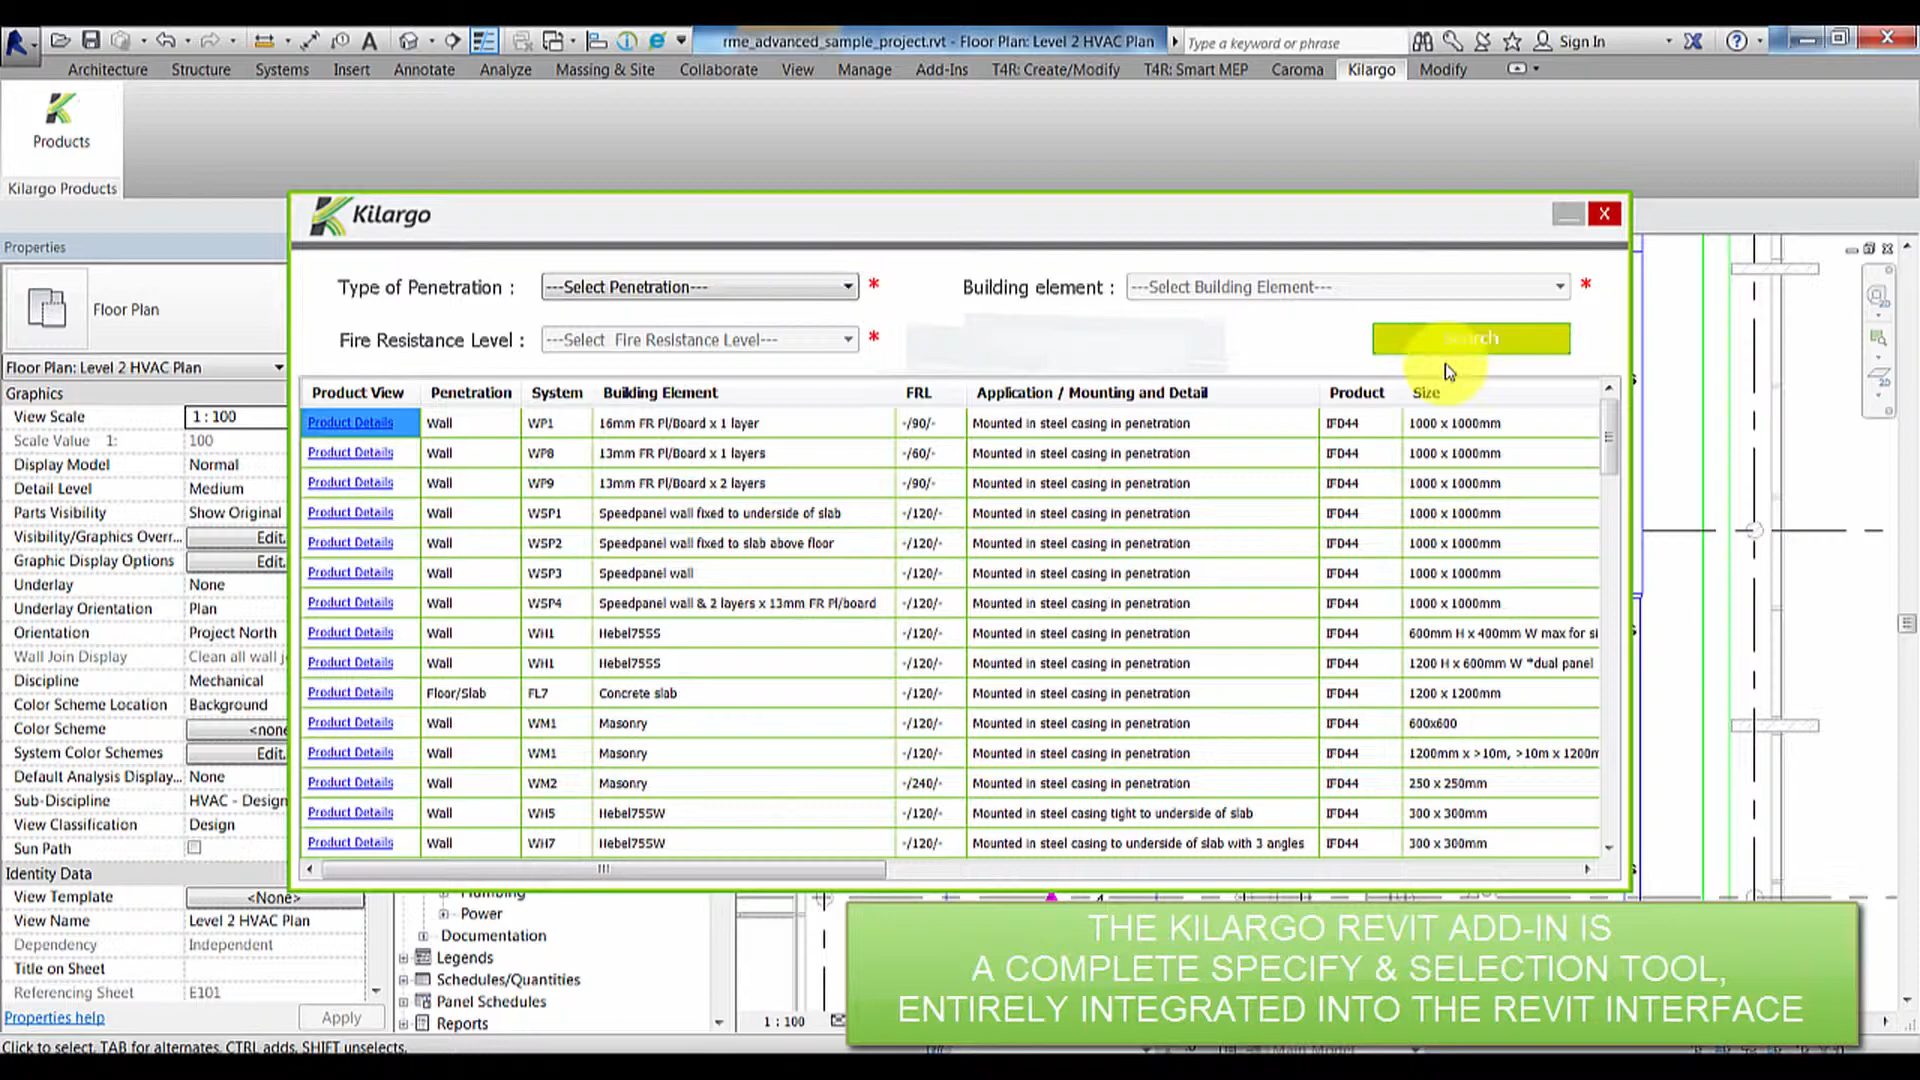 rme_advanced_sample_project.rvt - Floor Plan: Level 2 HVAC Plan
Type a keyword or phrase
Sign In
Architecture Structure Systems Insert Annotate Analyze Massing & Site Collaborate View Manage Add-Ins T4R: Create/Modify T4R: Smart MEP Caroma Kilargo Modify
Products
Kilargo Products
Kilargo
X
Type of Penetration : ---Select Penetration--- * Building element : ---Select Building Element--- *
Fire Resistance Level : ---Select Fire Resistance Level--- *
Product View Penetration System Building Element FRL Application / Mounting and Detail Product Size
Product Details Wall WP1 16mm FR Pl/Board x 1 layer -/90/- Mounted in steel casing in penetration IFD44 1000 x 1000mm
Product Details Wall WP8 13mm FR Pl/Board x 1 layers -/60/- Mounted in steel casing in penetration IFD44 1000 x 1000mm
Product Details Wall WP9 13mm FR Pl/Board x 2 layers -/90/- Mounted in steel casing in penetration IFD44 1000 x 1000mm
Product Details Wall WSP1 Speedpanel wall fixed to underside of slab -/120/- Mounted in steel casing in penetration IFD44 1000 x 1000mm
Product Details Wall WSP2 Speedpanel wall fixed to slab above floor -/120/- Mounted in steel casing in penetration IFD44 1000 x 1000mm
Product Details Wall WSP3 Speedpanel wall -/120/- Mounted in steel casing in penetration IFD44 1000 x 1000mm
Product Details Wall WSP4 Speedpanel wall & 2 layers x 13mm FR Pl/board -/120/- Mounted in steel casing in penetration IFD44 1000 x 1000mm
Product Details Wall WH1 Hebel75SS -/120/- Mounted in steel casing in penetration IFD44 600mm H x 400mm W max for si
Product Details Wall WH1 Hebel75SS -/120/- Mounted in steel casing in penetration IFD44 1200 H x 600mm W *dual panel
Product Details Floor/Slab FL7 Concrete slab -/120/- Mounted in steel casing in penetration IFD44 1200 x 1200mm
Product Details Wall WM1 Masonry -/120/- Mounted in steel casing in penetration IFD44 600x600
Product Details Wall WM1 Masonry -/120/- Mounted in steel casing in penetration IFD44 1200mm x >10m, >10m x 1200m
Product Details Wall WM2 Masonry -/240/- Mounted in steel casing in penetration IFD44 250 x 250mm
Product Details Wall WH5 Hebel75SW -/120/- Mounted in steel casing tight to underside of slab IFD44 300 x 300mm
Product Details Wall WH7 Hebel75SW -/120/- Mounted in steel casing to underside of slab with 3 angles IFD44 300 x 300mm
Properties
Floor Plan
Floor Plan: Level 2 HVAC Plan
Graphics
View Scale 1 : 100
Scale Value 1: 100
Display Model Normal
Detail Level Medium
Parts Visibility Show Original
Visibility/Graphics Overr... Edit.
Graphic Display Options Edit.
Underlay None
Underlay Orientation Plan
Orientation Project North
Wall Join Display Clean all wall j
Discipline Mechanical
Color Scheme Location Background
Color Scheme <none
System Color Schemes Edit.
Default Analysis Display... None
Sub-Discipline HVAC - Design
View Classification Design
Sun Path
Identity Data
View Template <None>
View Name Level 2 HVAC Plan
Dependency Independent
Title on Sheet
Referencing Sheet E101
Properties help Apply
Power
Documentation
Legends
Schedules/Quantities
Panel Schedules
Reports
1 : 100
THE KILARGO REVIT ADD-IN IS
A COMPLETE SPECIFY & SELECTION TOOL,
ENTIRELY INTEGRATED INTO THE REVIT INTERFACE
Click to select, TAB for alternates, CTRL adds, SHIFT unselects.